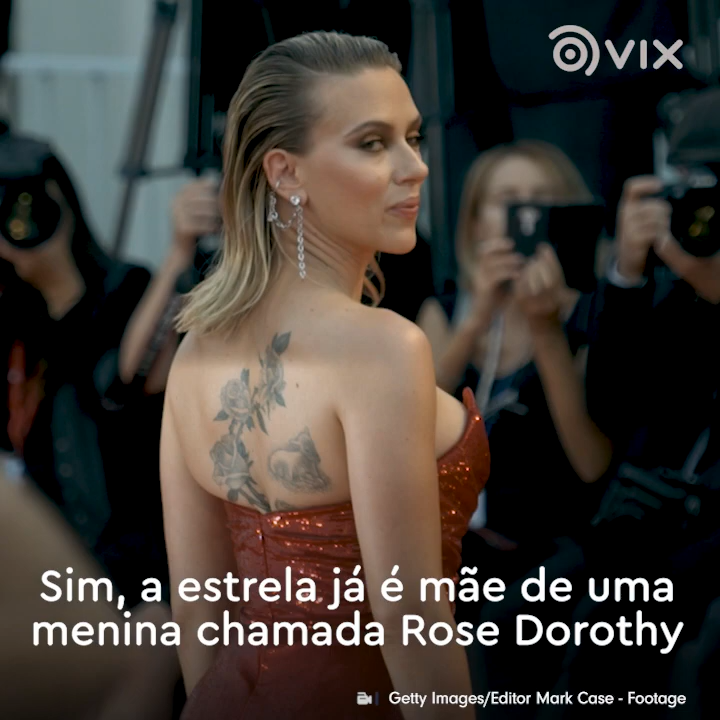 VIX
Sim, a estrela já é mãe de uma
menina chamada Rose Dorothy
Getty Images/Editor Mark Case - Footage